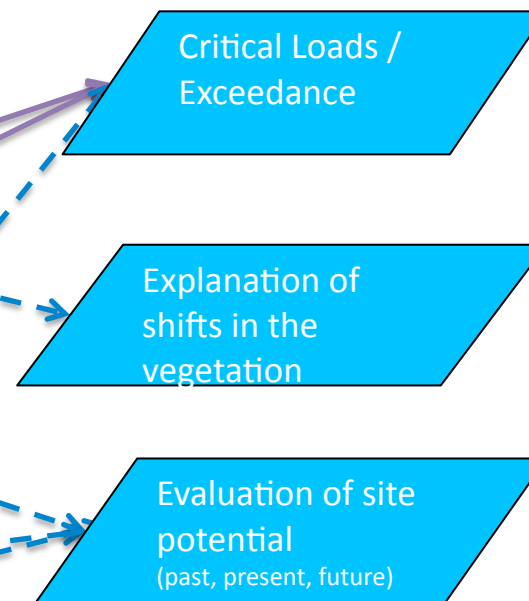 Critical Loads /
Exceedance
Explanation of
shifts in the
vegetation
Evaluation of site
potential
(past, present, future)